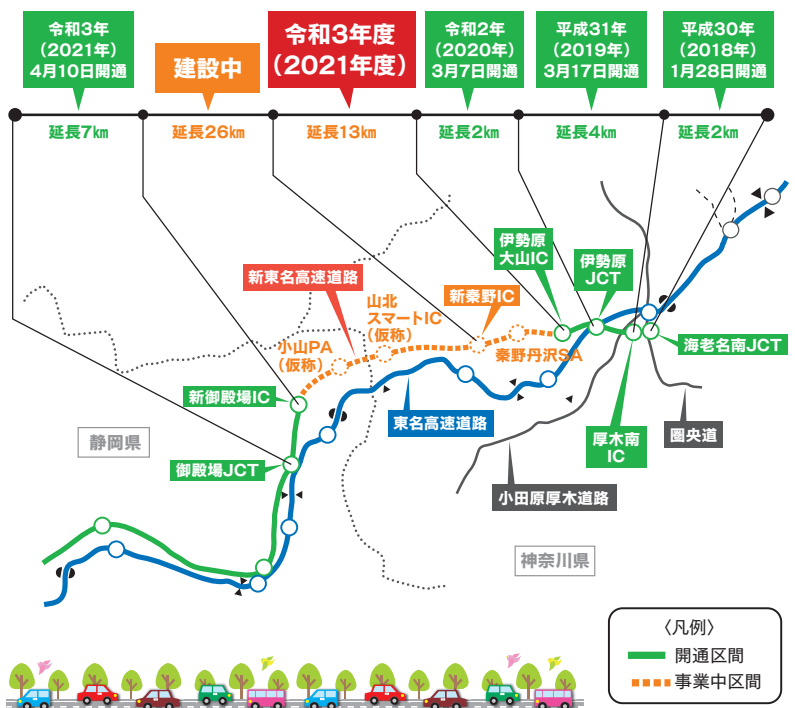 令和3年
(2021年)
4月10日開通
建設中
令和3年度
(2021年度)
令和2年
(2020年)
3月7日開通
平成31年
(2019年)
3月17日開通
平成30年
(2018年)
1月28日開通
延長7km
延長26km
延長13km
延長2km
延長4km
延長2km
伊勢原
大山IC
伊勢原
JCT
新東名高速道路
山北
スマートIC
(仮称)
新秦野IC
小山PA
(仮称)
秦野丹沢SA
海老名南JCT
新御殿場IC
東名高速道路
静岡県
御殿場JCT
厚木南
IC
圏央道
小田原厚木道路
神奈川県
〈凡例〉
開通区間
事業中区間